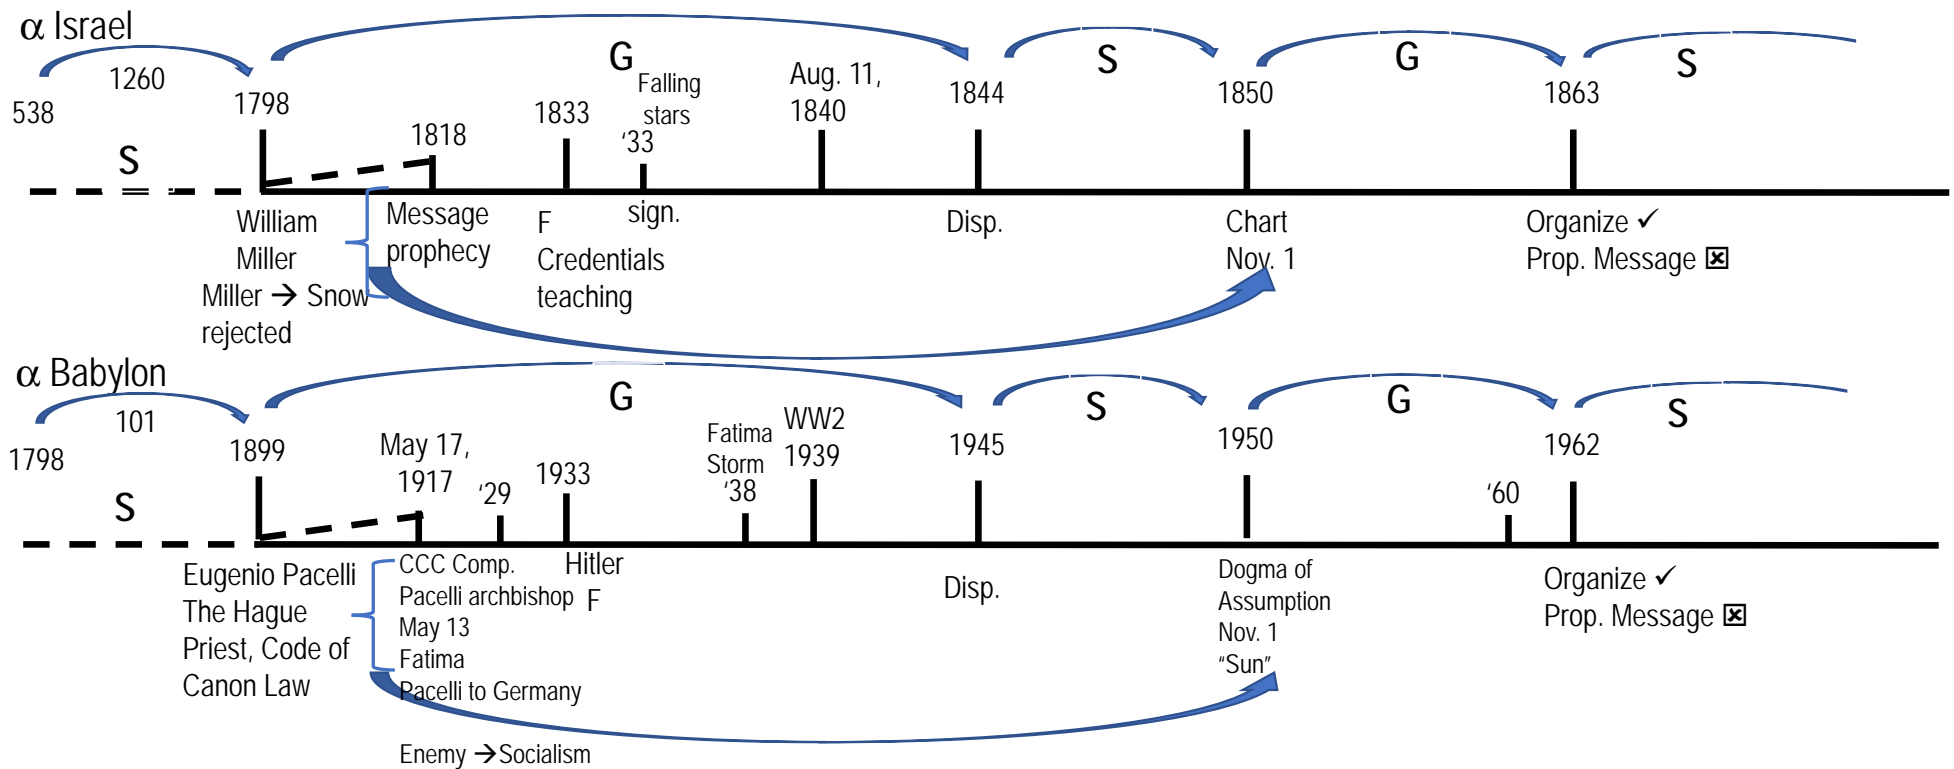 α Israel
1260
538
S
1798
1818
1833
G
Falling
stars
‘33
Aug. 11,
1840
1844
S
1850
G
1863
S
William
Miller
Miller → Snow
rejected
Message
prophecy
F
Credentials
teaching
sign.
Disp.
Chart
Nov. 1
Organize ✓
Prop. Message ☒
α Babylon
101
1798
S
1899
May 17,
1917
‘29
1933
G
Fatima
Storm
‘38
WW2
1939
1945
S
1950
G
‘60
1962
S
Eugenio Pacelli
The Hague
Priest, Code of
Canon Law
CCC Comp.
Pacelli archbishop
May 13
Fatima
Pacelli to Germany
Enemy → Socialism
Hitler
F
Disp.
Dogma of
Assumption
Nov. 1
“Sun”
Organize ✓
Prop. Message ☒